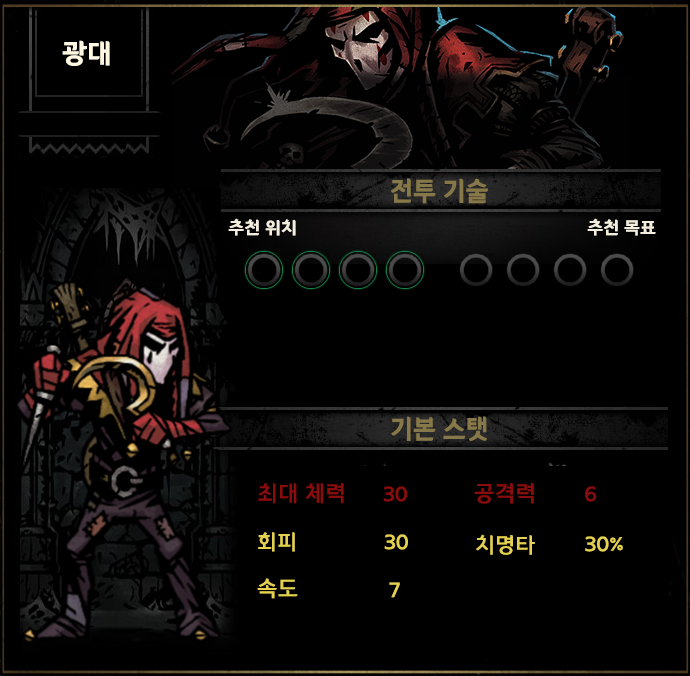 광대
전투 기술
추천 위치 추천 목표
기본 스탯
최대 체력 30 공격력 6
회피 30 치명타 30%
속도 7